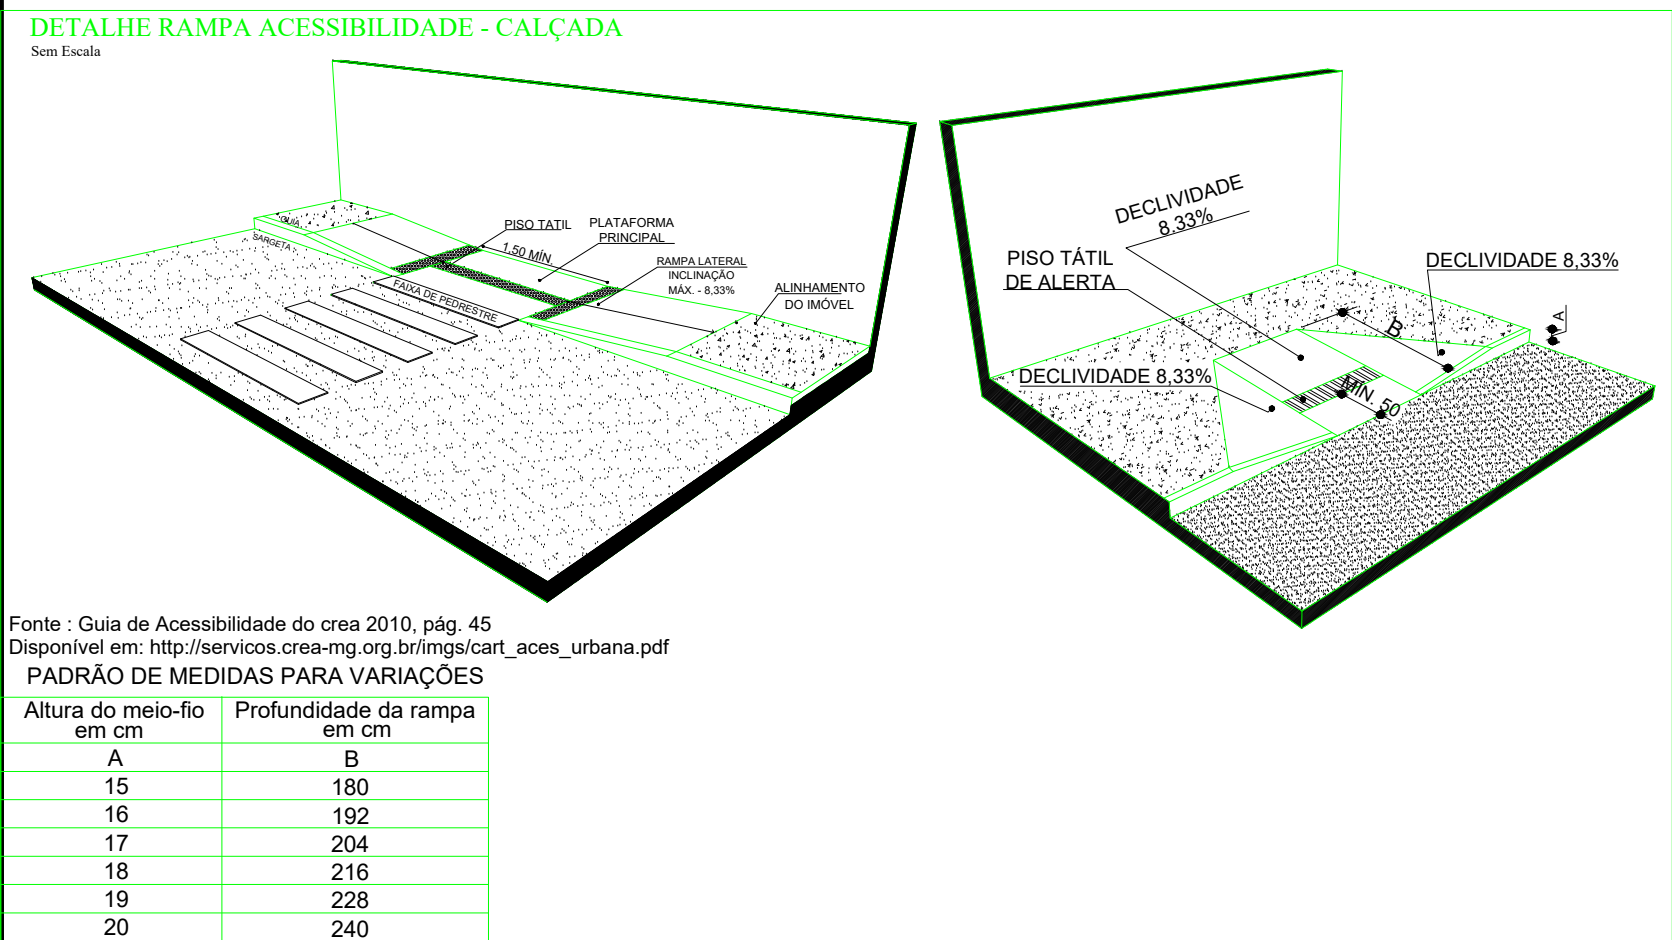 DETALHE RAMPA ACESSIBILIDADE - CALÇADA
Sem Escala
GUIA
SARGETA
PISO TATIL
1,50 MÍN
PLATAFORMA
PRINCIPAL
RAMPA LATERAL
INCLINAÇÃO
MÁX. - 8,33%
ALINHAMENTO
DO IMÓVEL
FAIXA DE PEDRESTRE
DECLIVIDADE
8.33%
PISO TÁTIL
DE ALERTA
DECLIVIDADE 8,33%
A
B
DECLIVIDADE 8,33%
MIN. 50
Fonte : Guia de Acessibilidade do crea 2010, pág. 45
Disponível em: http://servicos.crea-mg.org.br/imgs/cart_aces_urbana.pdf
PADRÃO DE MEDIDAS PARA VARIAÇÕES
Altura do meio-fio Profundidade da rampa
em cm em cm
A B
15 180
16 192
17 204
18 216
19 228
20 240